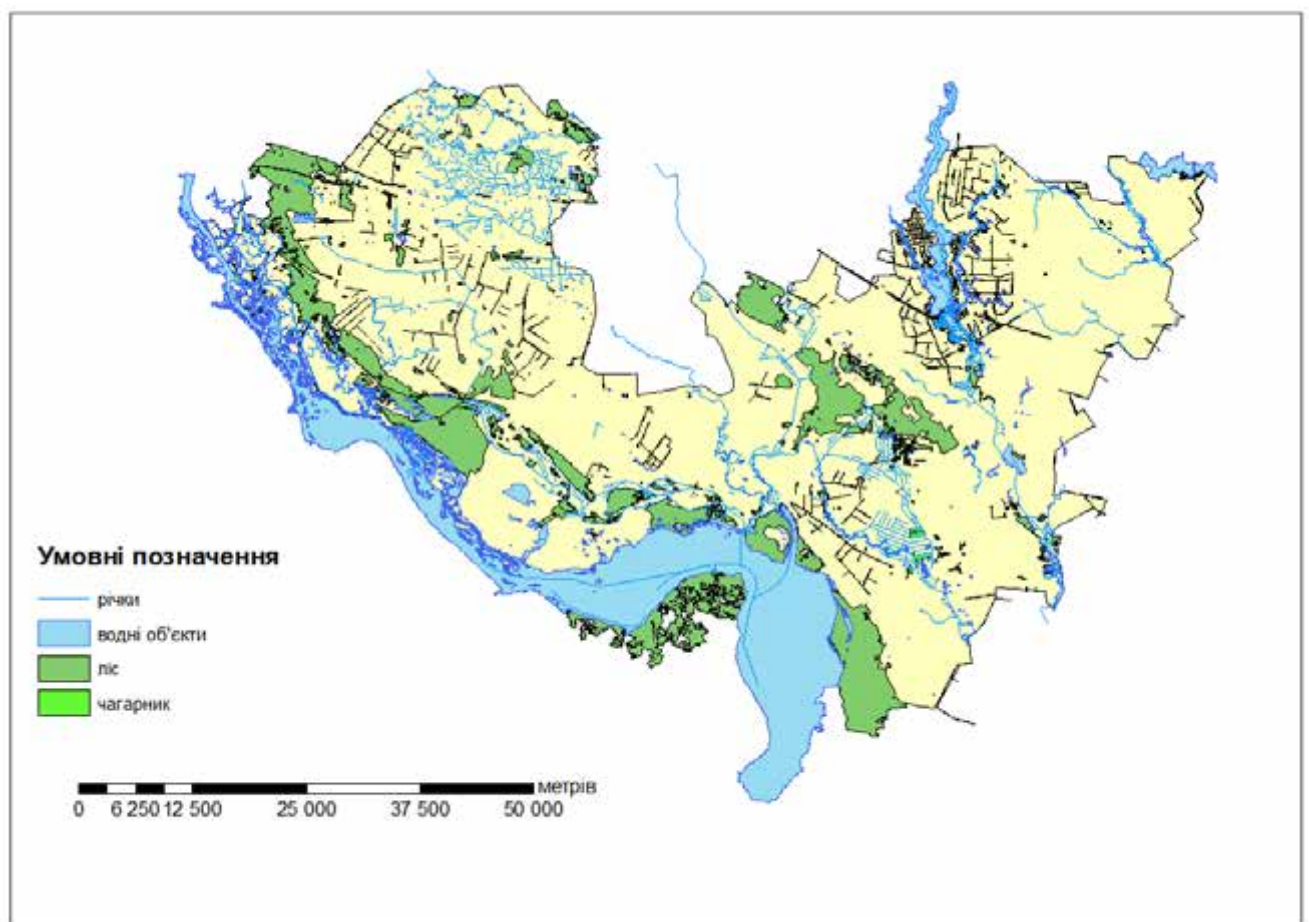 Умовні позначення
річки
водні об'єкти
ліс
чагарник
метрів
0 6 250 12 500 25 000 37 500 50 000